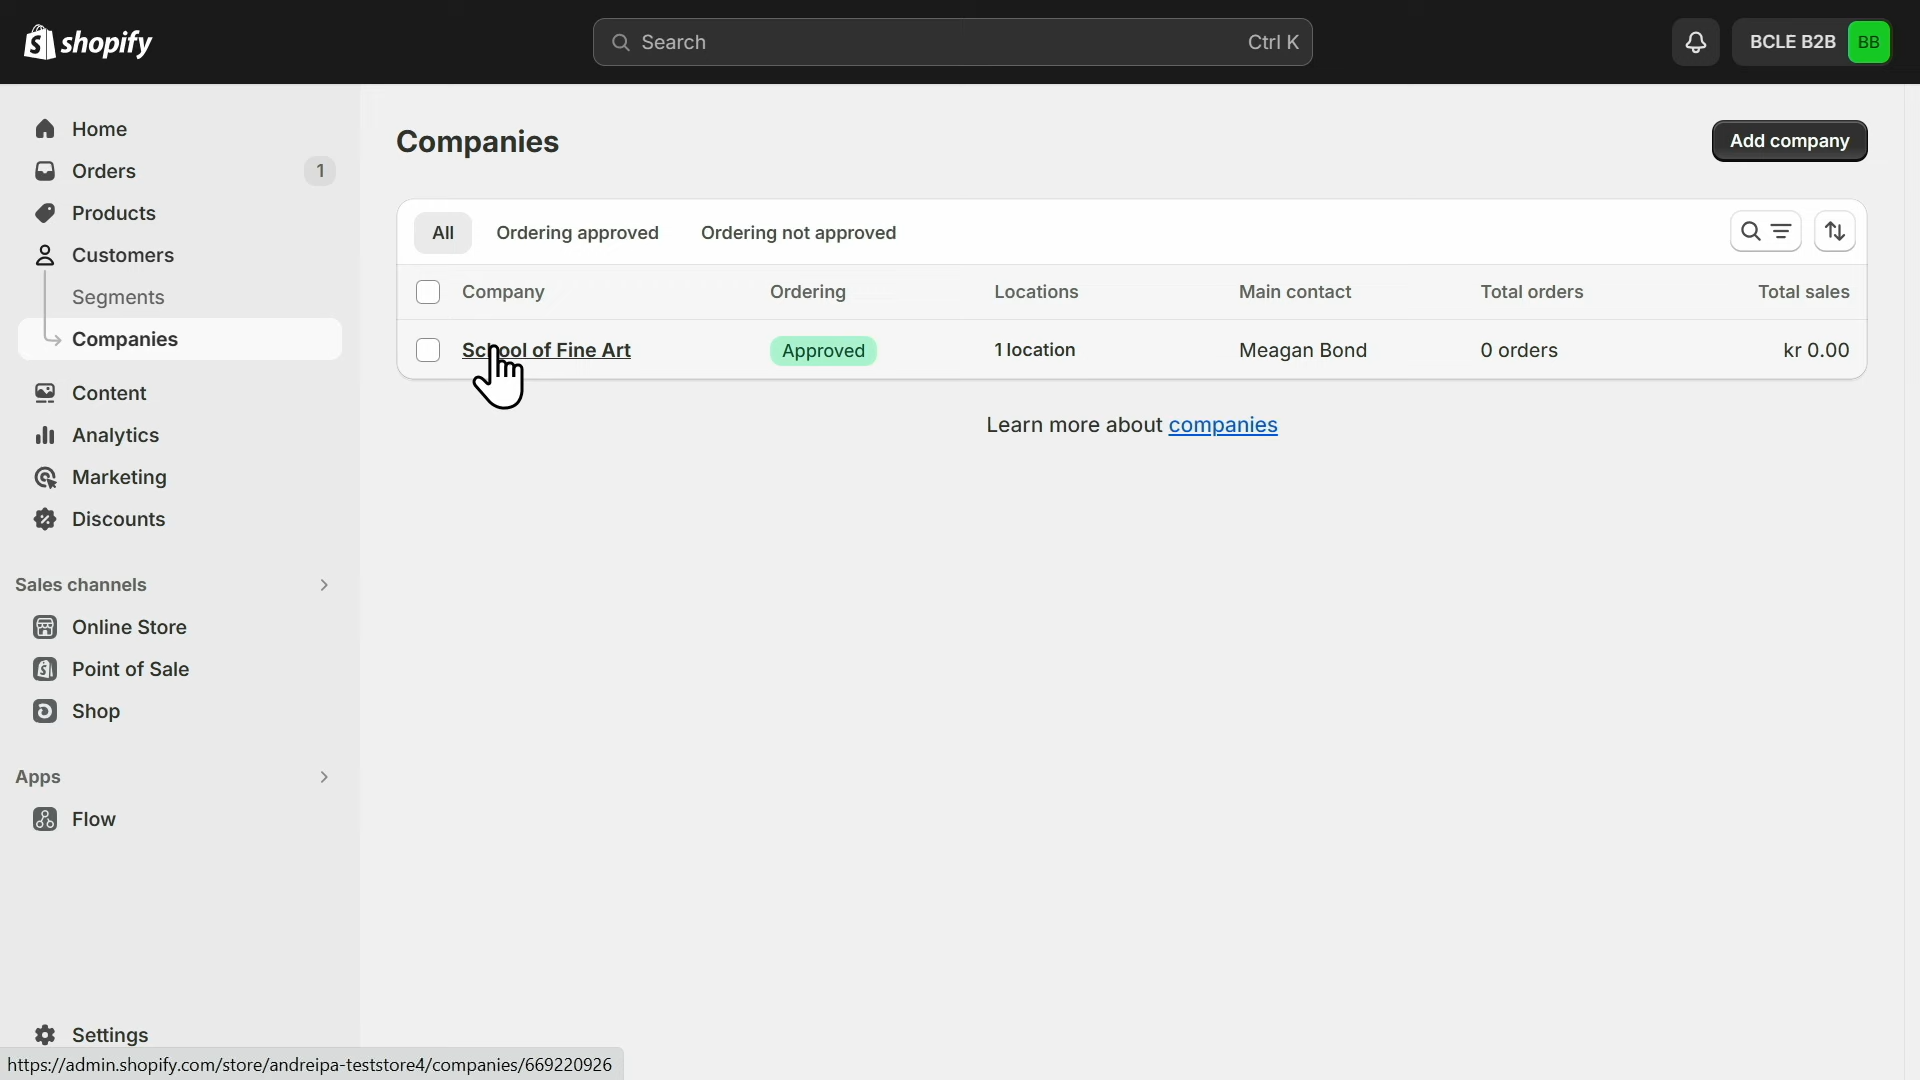 shopify
Search
Ctrl K
BCLE B2B
BB
Home
Orders
1
Products
Customers
Segments
Companies
Content
Analytics
Marketing
Discounts
Sales channels
Online Store
Point of Sale
Shop
Apps
Flow
Settings
Companies
Add company
All
Ordering approved
Ordering not approved
Company
Ordering
Locations
Main contact
Total orders
Total sales
School of Fine Art
Approved
1 location
Meagan Bond
0 orders
kr 0.00
Learn more about companies
https://admin.shopify.com/store/andreipa-teststore4/companies/669220926